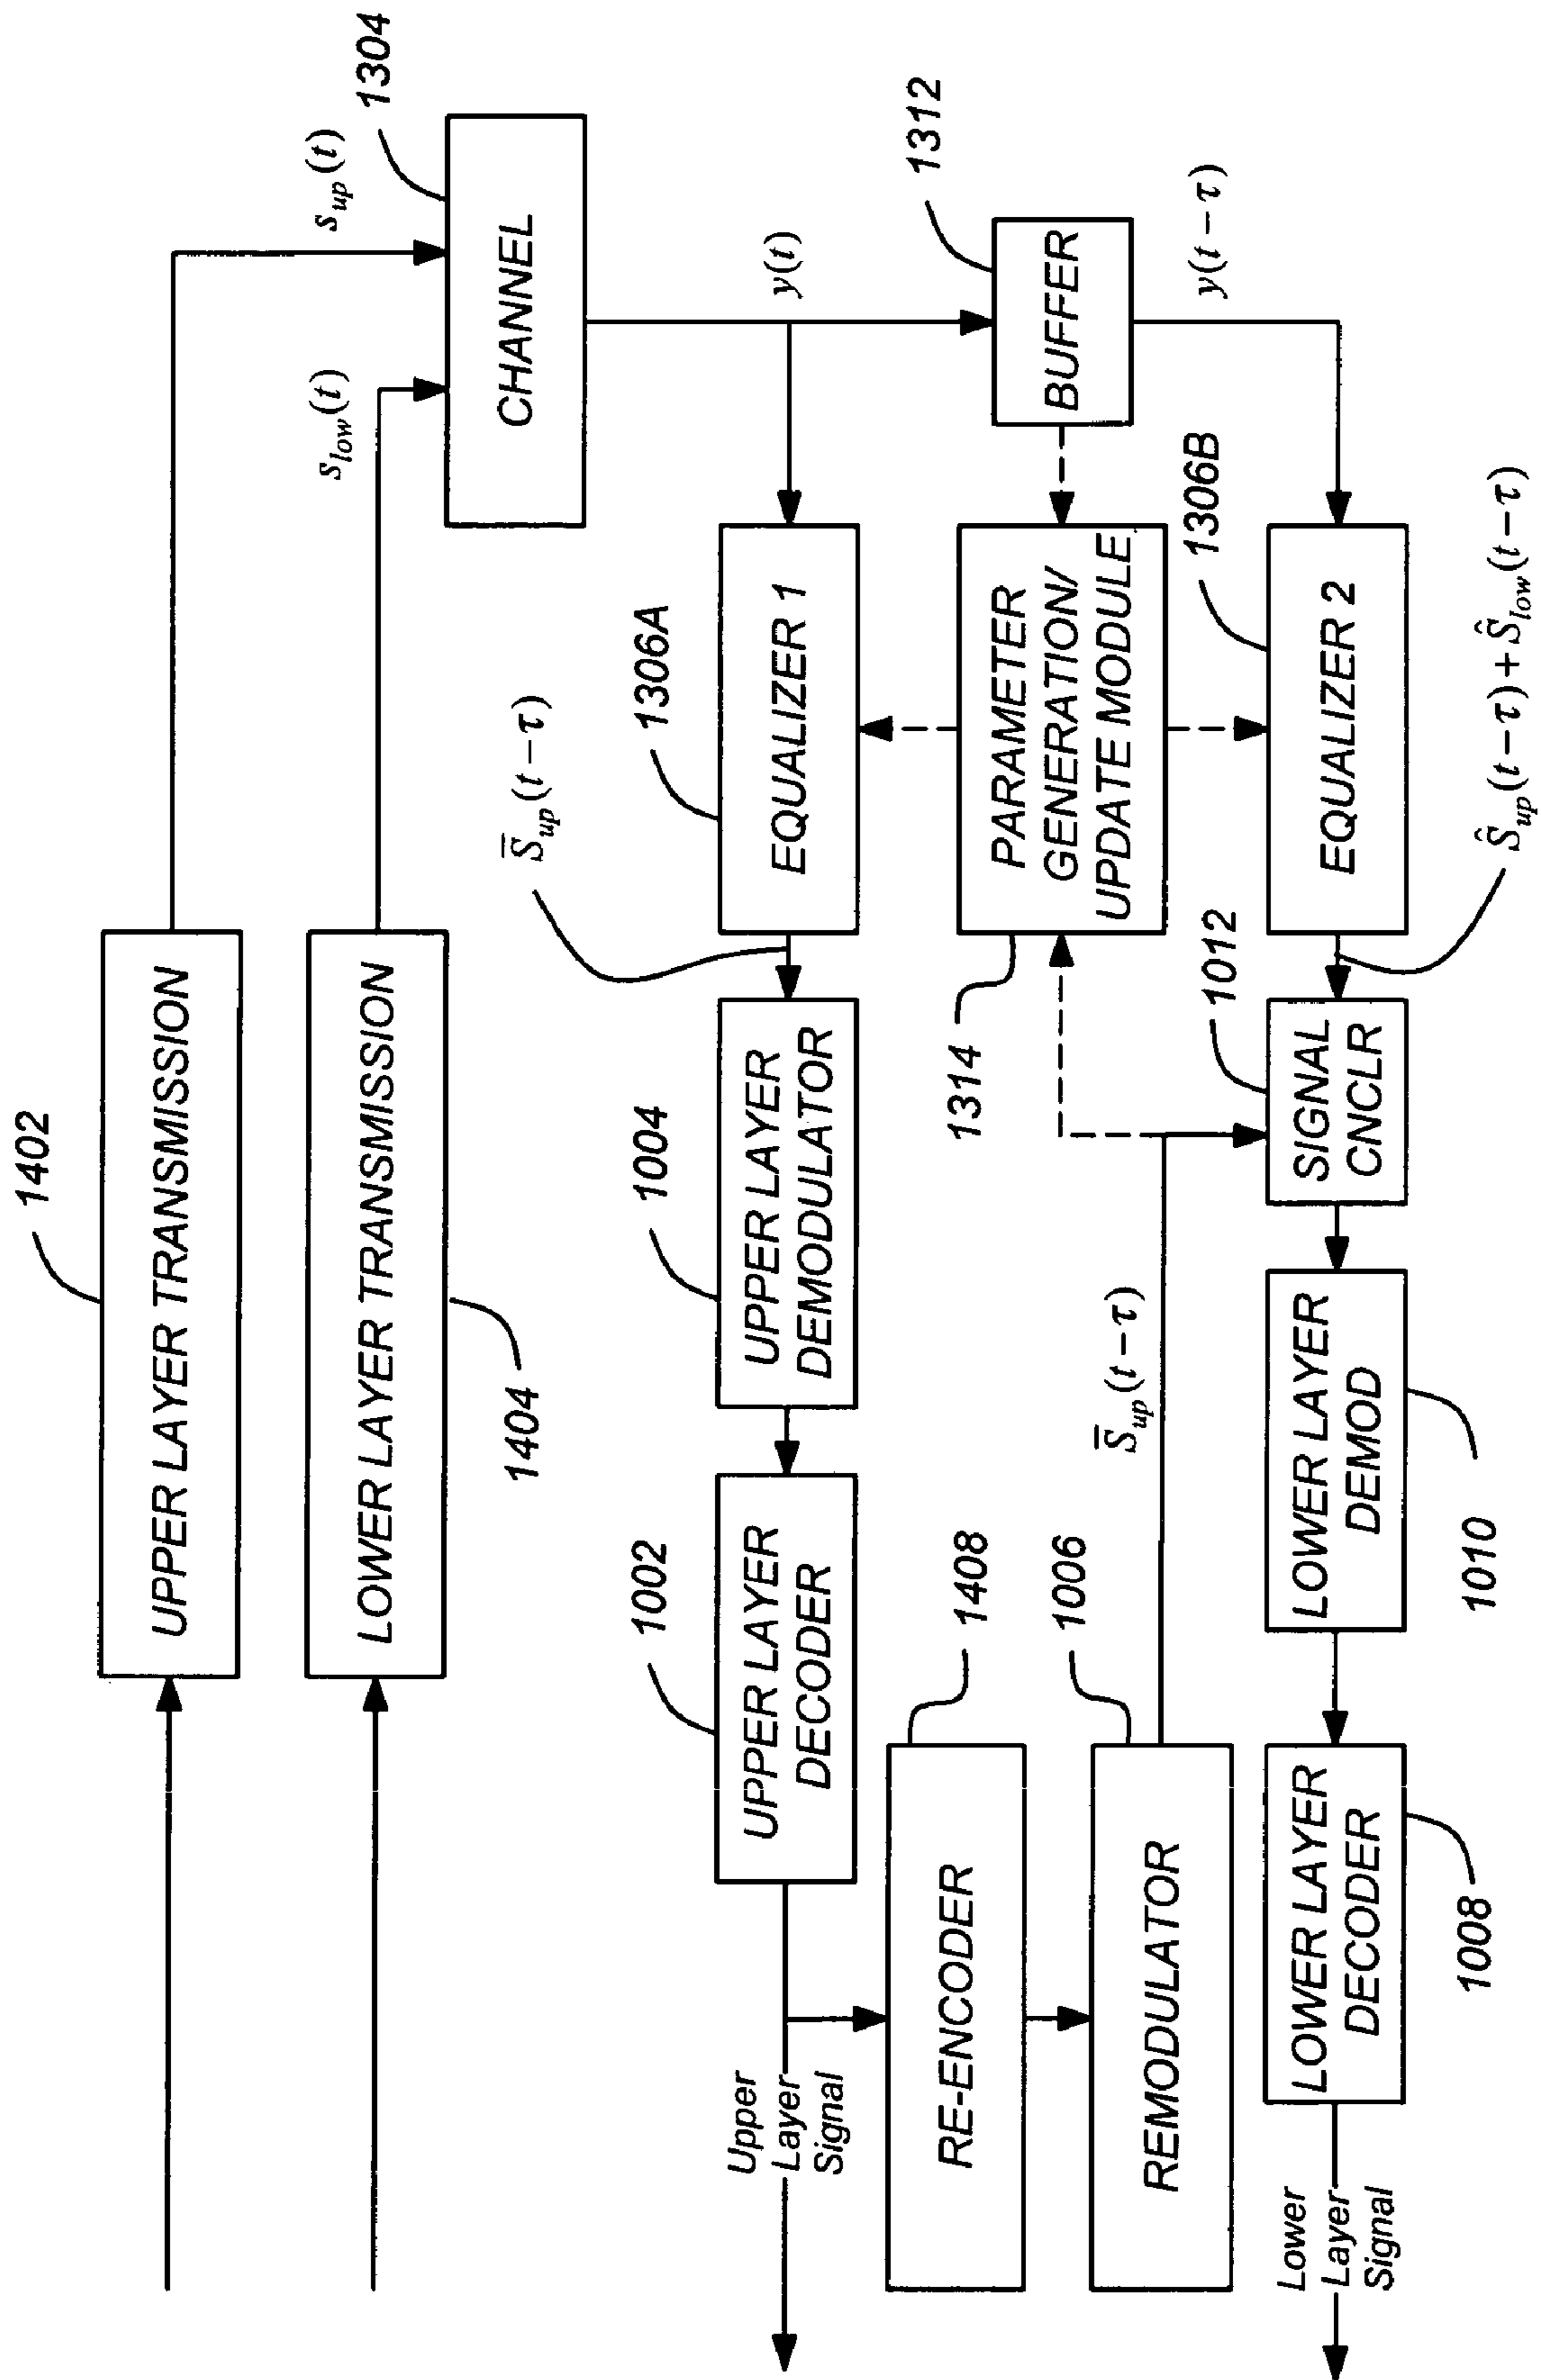 1402
UPPER LAYER TRANSMISSION
s_up(t)
1304
LOWER LAYER TRANSMISSION
1404
s_low(t)
CHANNEL
1002
UPPER LAYER
DECODER
1004
UPPER LAYER
DEMODULATOR
S̅_up(t − τ)
1306A
EQUALIZER 1
y(t)
Upper
Layer
Signal
RE-ENCODER
1408
1314
PARAMETER
GENERATION/
UPDATE MODULE
BUFFER
1312
REMODULATOR
1006
S̅_up(t − τ)
1012
1306B
y(t − τ)
Lower
Layer
Signal
LOWER LAYER
DECODER
1008
LOWER LAYER
DEMOD
1010
SIGNAL
CNCLR
EQUALIZER 2
Ŝ_up(t − τ) + Ŝ_low(t − τ)